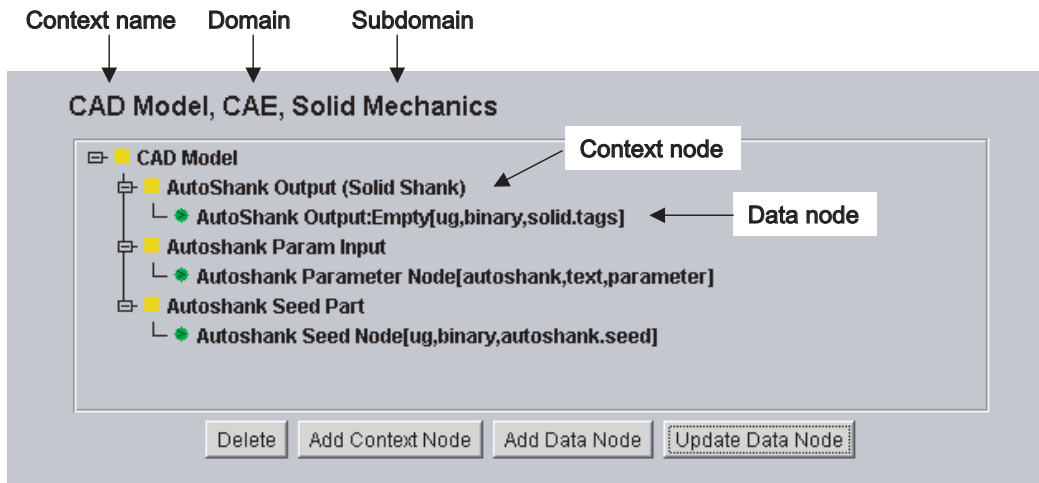 Context name Domain Subdomain
CAD Model, CAE, Solid Mechanics
CAD Model
Context node
AutoShank Output (Solid Shank)
AutoShank Output:Empty[ug,binary,solid.tags]
Data node
Autoshank Param Input
Autoshank Parameter Node[autoshank,text,parameter]
Autoshank Seed Part
Autoshank Seed Node[ug,binary,autoshank.seed]
Delete Add Context Node Add Data Node Update Data Node